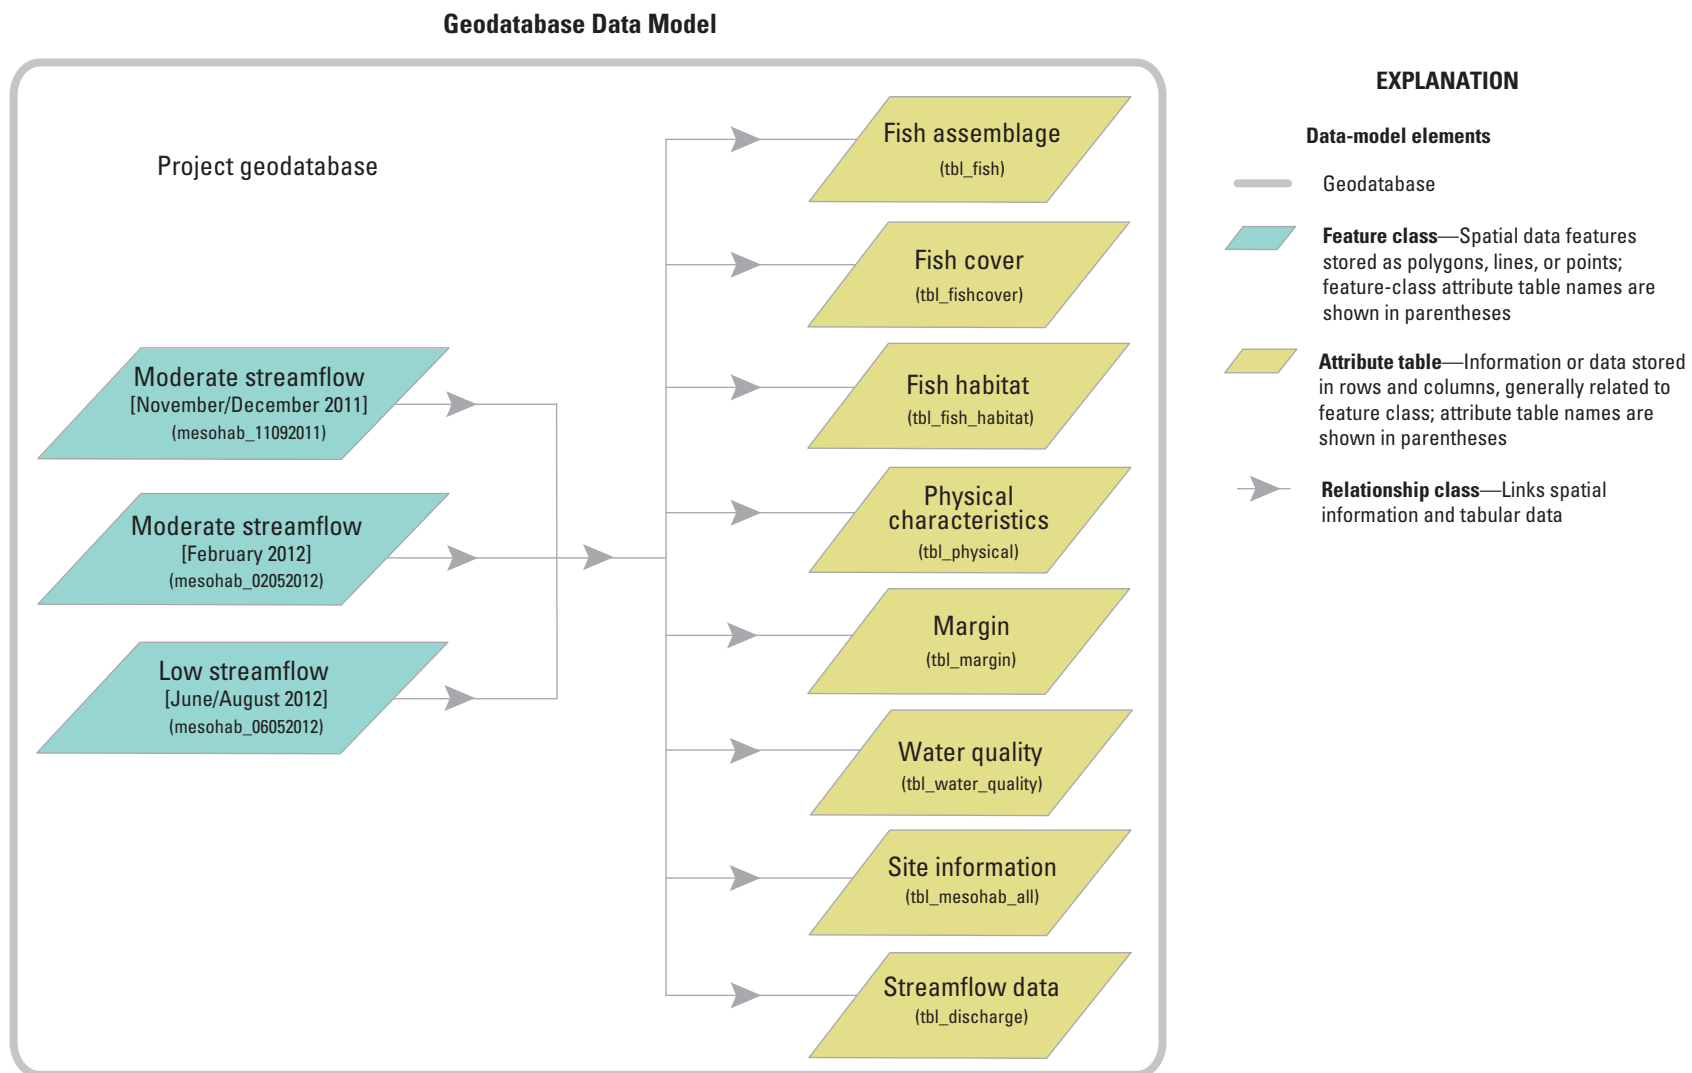 Geodatabase Data Model
Project geodatabase
Moderate streamflow
[November/December 2011]
(mesohab_11092011)
Moderate streamflow
[February 2012]
(mesohab_02052012)
Low streamflow
[June/August 2012]
(mesohab_06052012)
Fish assemblage
(tbl_fish)
Fish cover
(tbl_fishcover)
Fish habitat
(tbl_fish_habitat)
Physical
characteristics
(tbl_physical)
Margin
(tbl_margin)
Water quality
(tbl_water_quality)
Site information
(tbl_mesohab_all)
Streamflow data
(tbl_discharge)
EXPLANATION
Data-model elements
Geodatabase
Feature class—Spatial data features
stored as polygons, lines, or points;
feature-class attribute table names are
shown in parentheses
Attribute table—Information or data stored
in rows and columns, generally related to
feature class; attribute table names are
shown in parentheses
Relationship class—Links spatial
information and tabular data